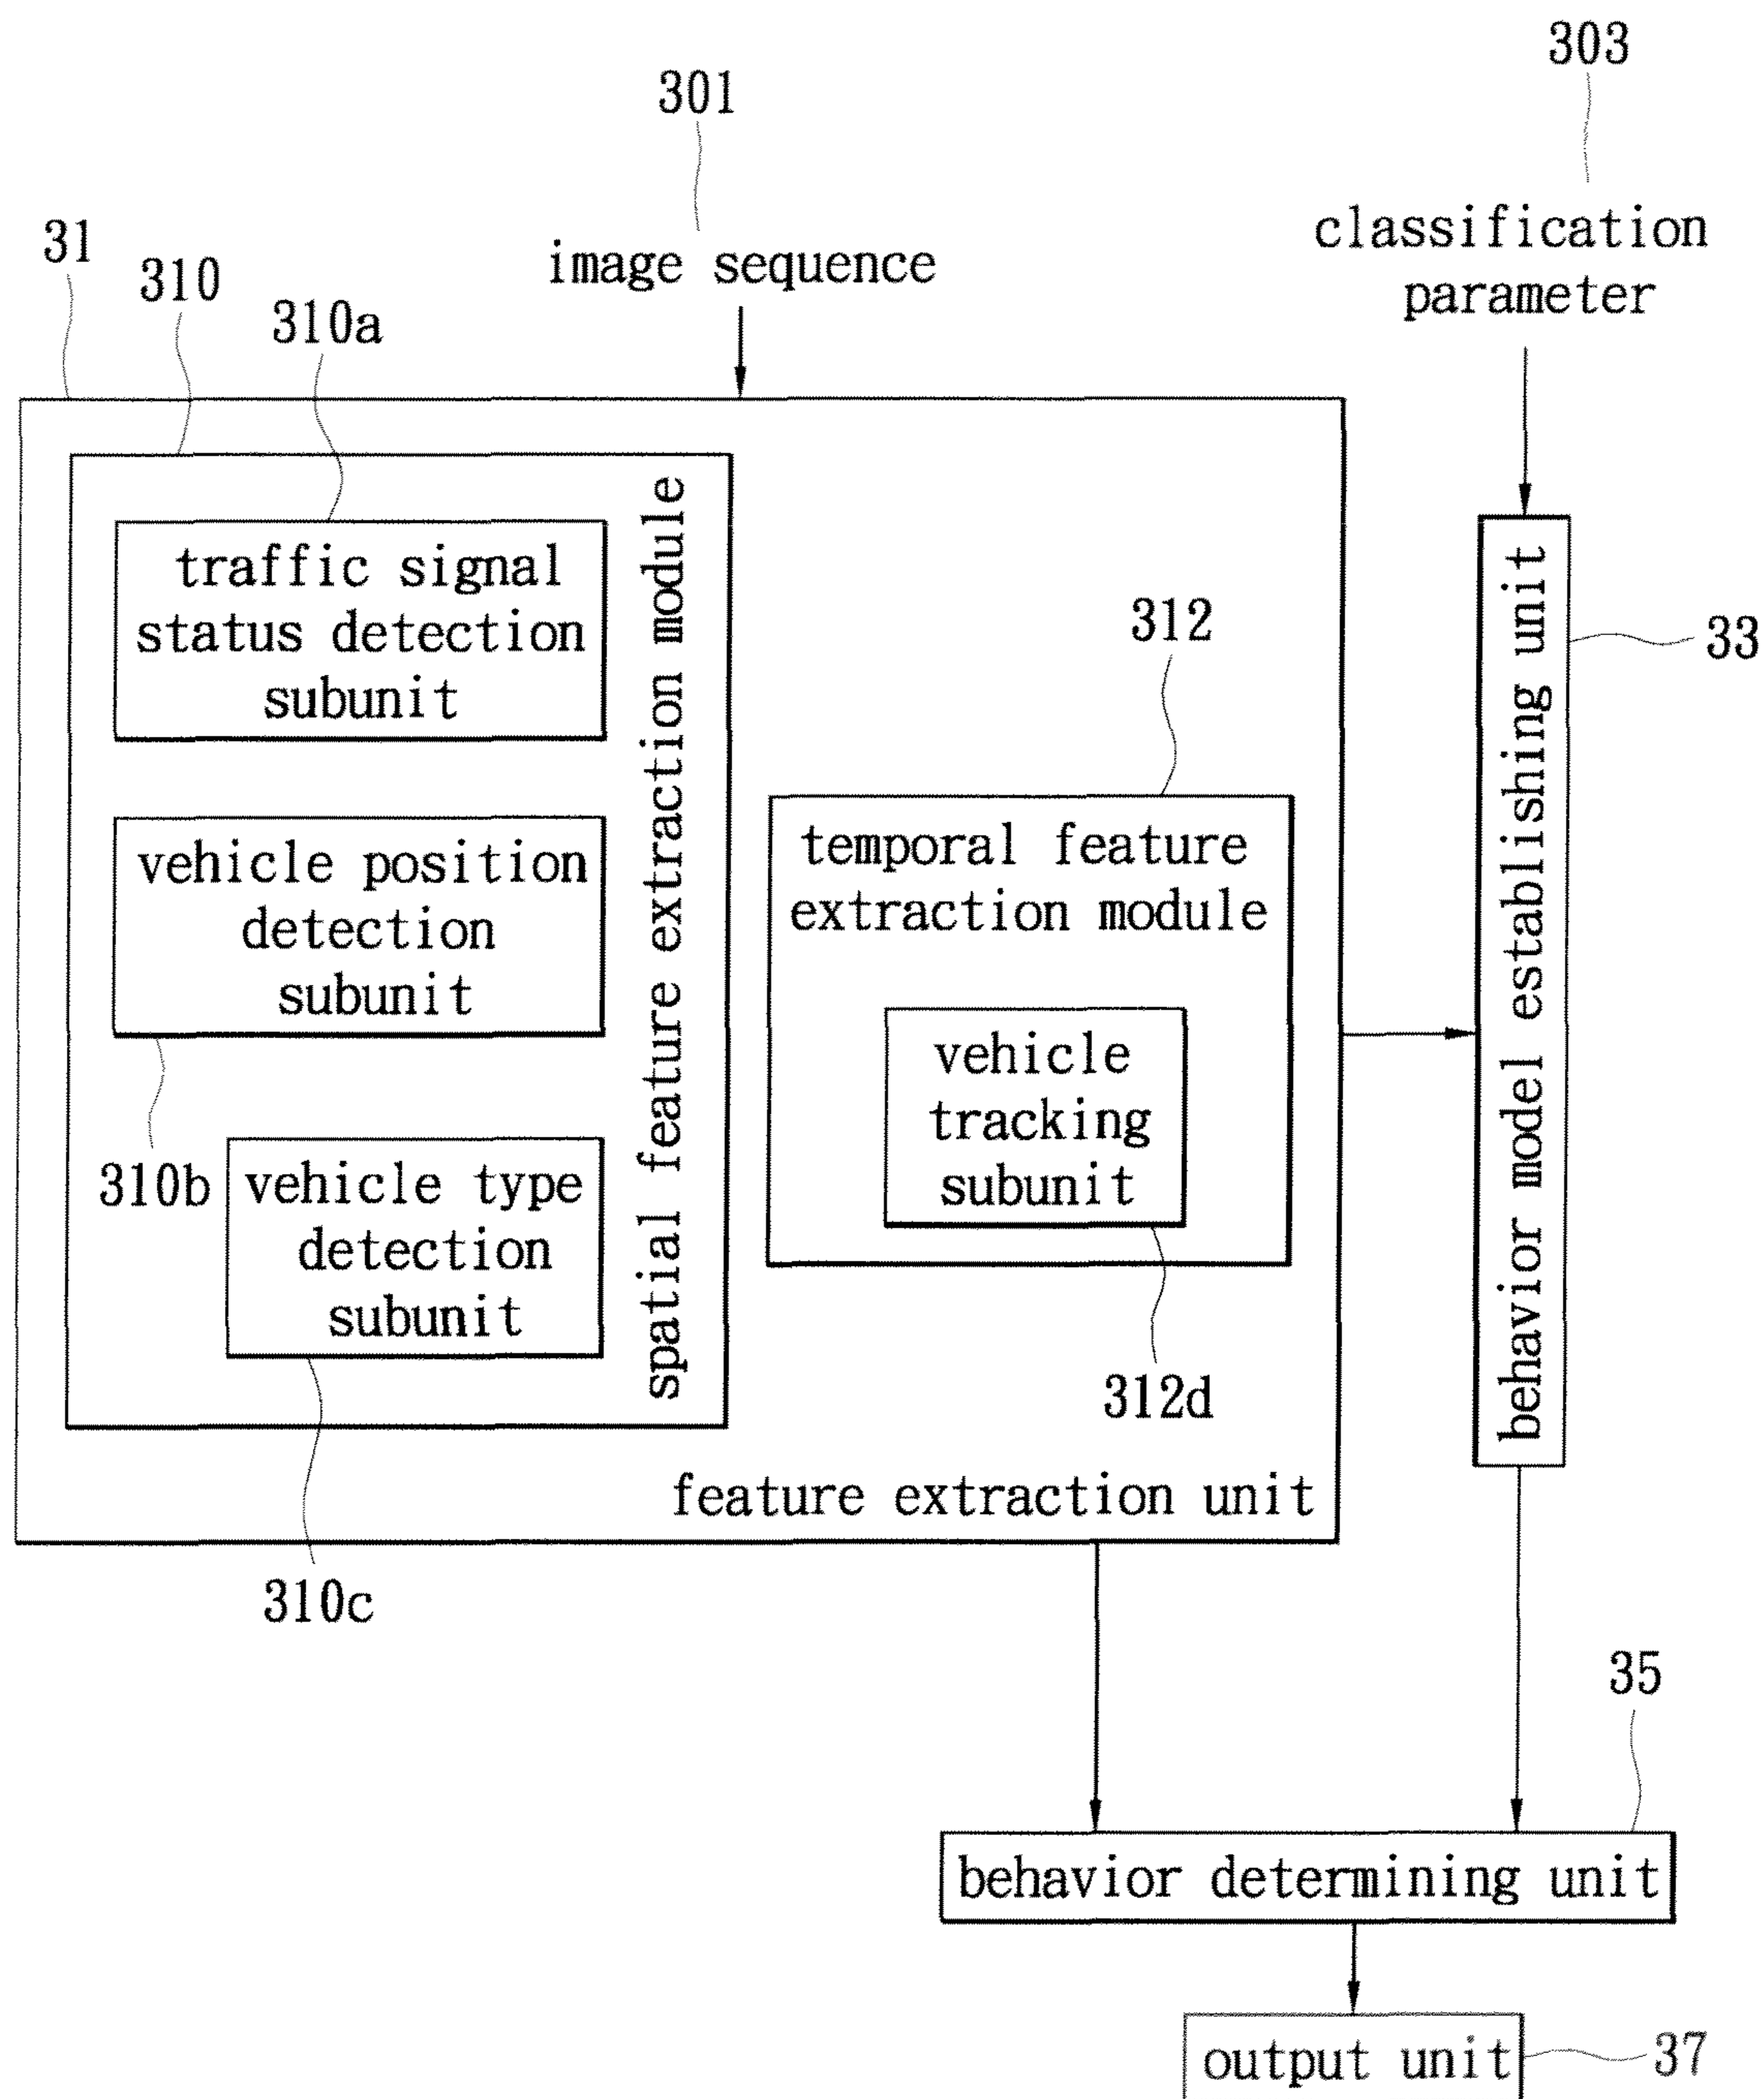 303
301
classification
parameter
31
image sequence
310
310a
traffic signal
status detection
subunit
spatial feature extraction module
vehicle position
detection
subunit
310b
vehicle type
detection
subunit
310c
312
temporal feature
extraction module
vehicle
tracking
subunit
312d
feature extraction unit
behavior model establishing unit
33
35
behavior determining unit
output unit
37